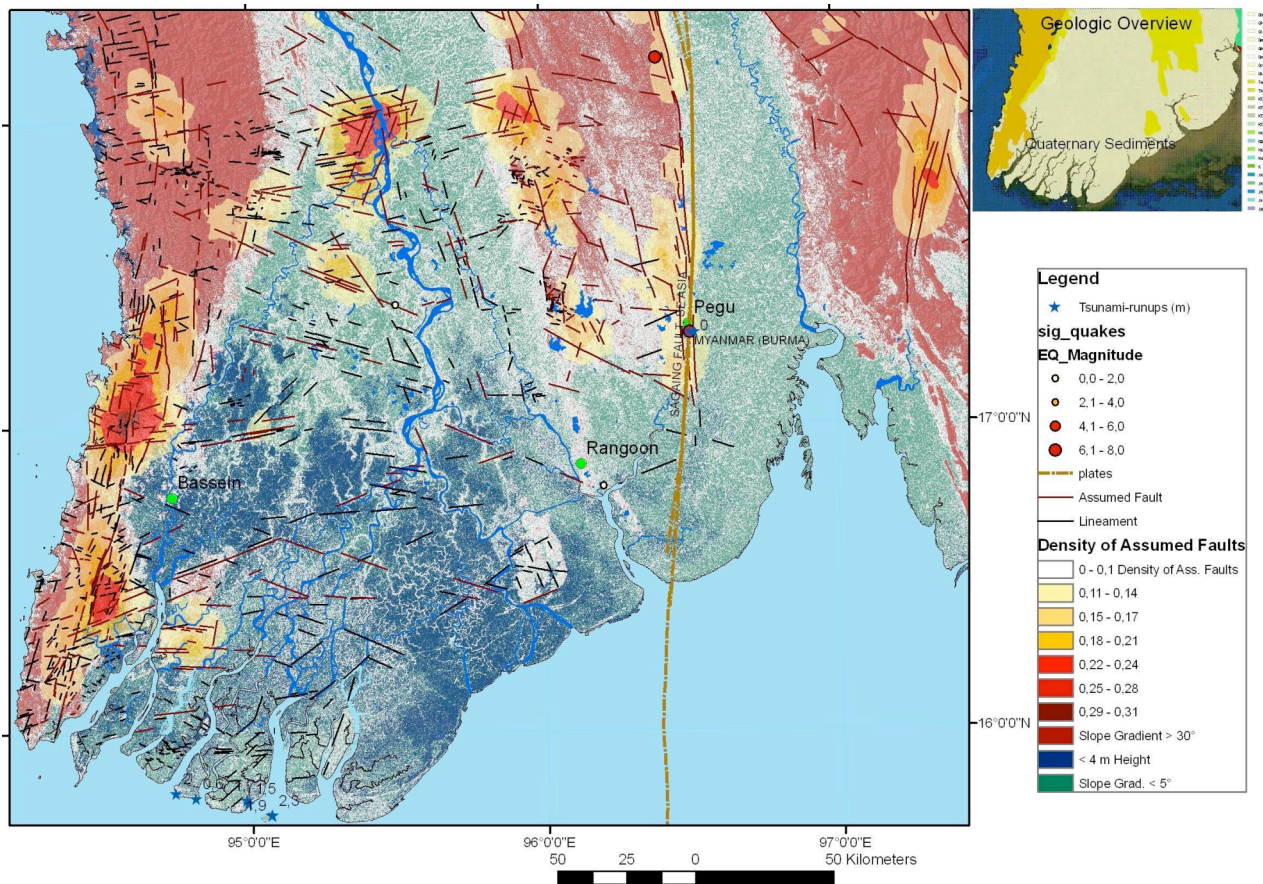 Geologic Overview
Quaternary Sediments
Legend
Tsunami-runups (m)
sig_quakes
EQ_Magnitude
0,0 - 2,0
2,1 - 4,0
4,1 - 6,0
6,1 - 8,0
plates
Assumed Fault
Lineament
Density of Assumed Faults
0 - 0,1 Density of Ass. Faults
0,11 - 0,14
0,15 - 0,17
0,18 - 0,21
0,22 - 0,24
0,25 - 0,28
0,29 - 0,31
Slope Gradient > 30°
< 4 m Height
Slope Grad. < 5°
Pegu
0
MYANMAR (BURMA)
SAGAING FAULT SE ASIA
Rangoon
Bassein
2,3
17°0'0"N
16°0'0"N
95°0'0"E
96°0'0"E
97°0'0"E
50 25 0 50 Kilometers